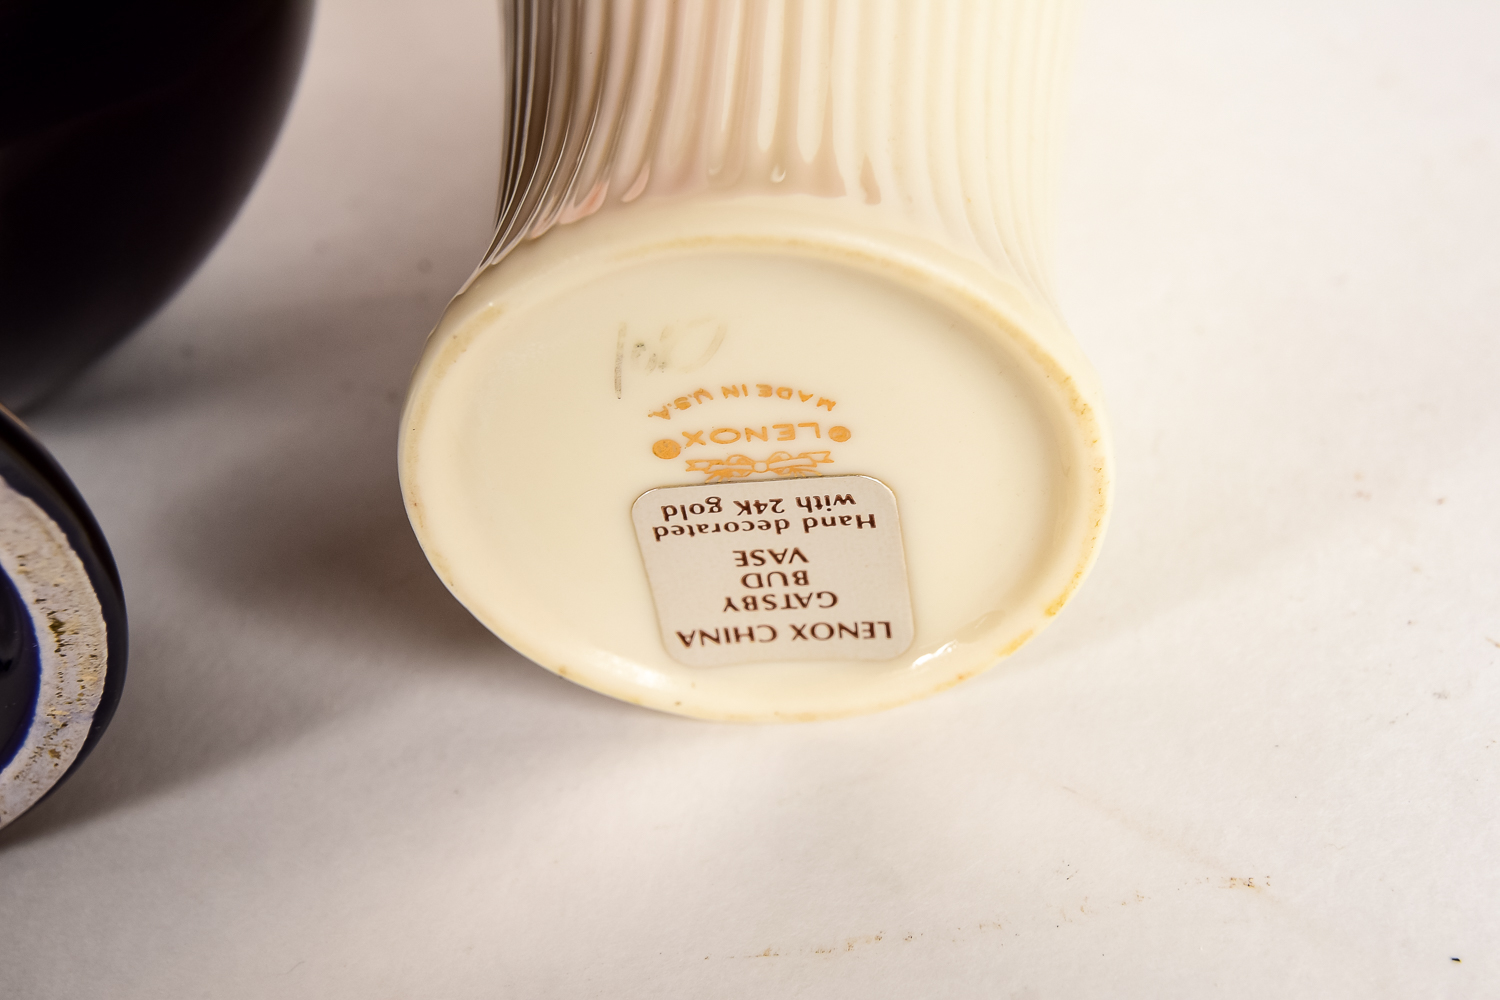 LENOX CHINA
GATSBY
BUD
VASE
Hand decorated
with 24K gold
LENOX
MADE IN U.S.A.